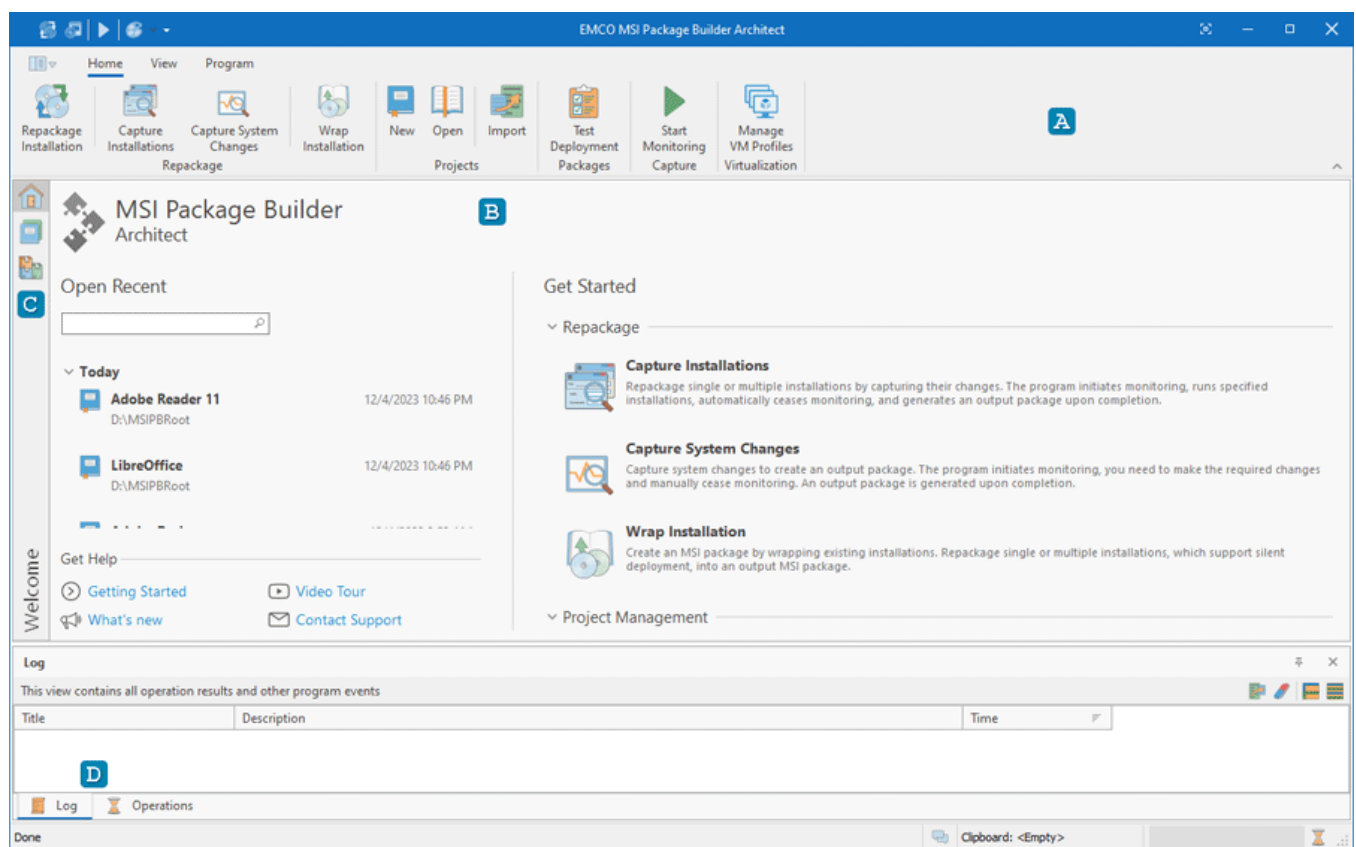 EMCO MSI Package Builder Architect
Home View Program
Repackage Installation
Capture Installations
Capture System Changes
Wrap Installation
New
Open
Import
Test Deployment Packages
Start Monitoring Capture
Manage VM Profiles Virtualization
Repackage
Projects
A
MSI Package Builder
Architect
B
C
Welcome
Open Recent
Today
Adobe Reader 11 12/4/2023 10:46 PM
D:\MSIPBRoot
LibreOffice 12/4/2023 10:46 PM
D:\MSIPBRoot
Get Help
Getting Started Video Tour
What's new Contact Support
Get Started
Repackage
Capture Installations
Repackage single or multiple installations by capturing their changes. The program initiates monitoring, runs specified
installations, automatically ceases monitoring, and generates an output package upon completion.
Capture System Changes
Capture system changes to create an output package. The program initiates monitoring, you need to make the required changes
and manually cease monitoring. An output package is generated upon completion.
Wrap Installation
Create an MSI package by wrapping existing installations. Repackage single or multiple installations, which support silent
deployment, into an output MSI package.
Project Management
Log
This view contains all operation results and other program events
Title Description Time
D
Log Operations
Done Clipboard: <Empty>